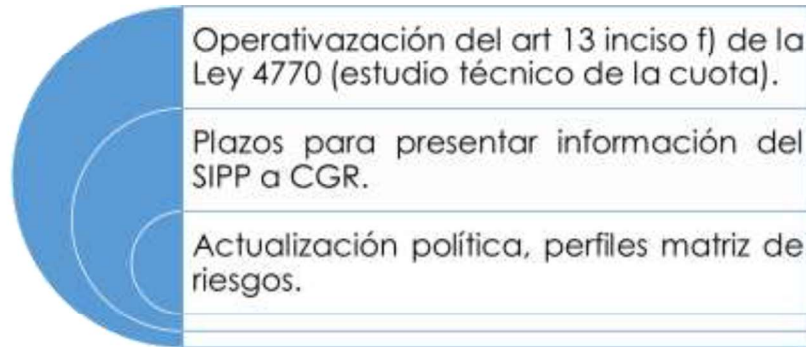 Operativazación del art 13 inciso f) de la
Ley 4770 (estudio técnico de la cuota).
Plazos para presentar información del
SIPP a CGR.
Actualización política, perfiles matriz de
riesgos.